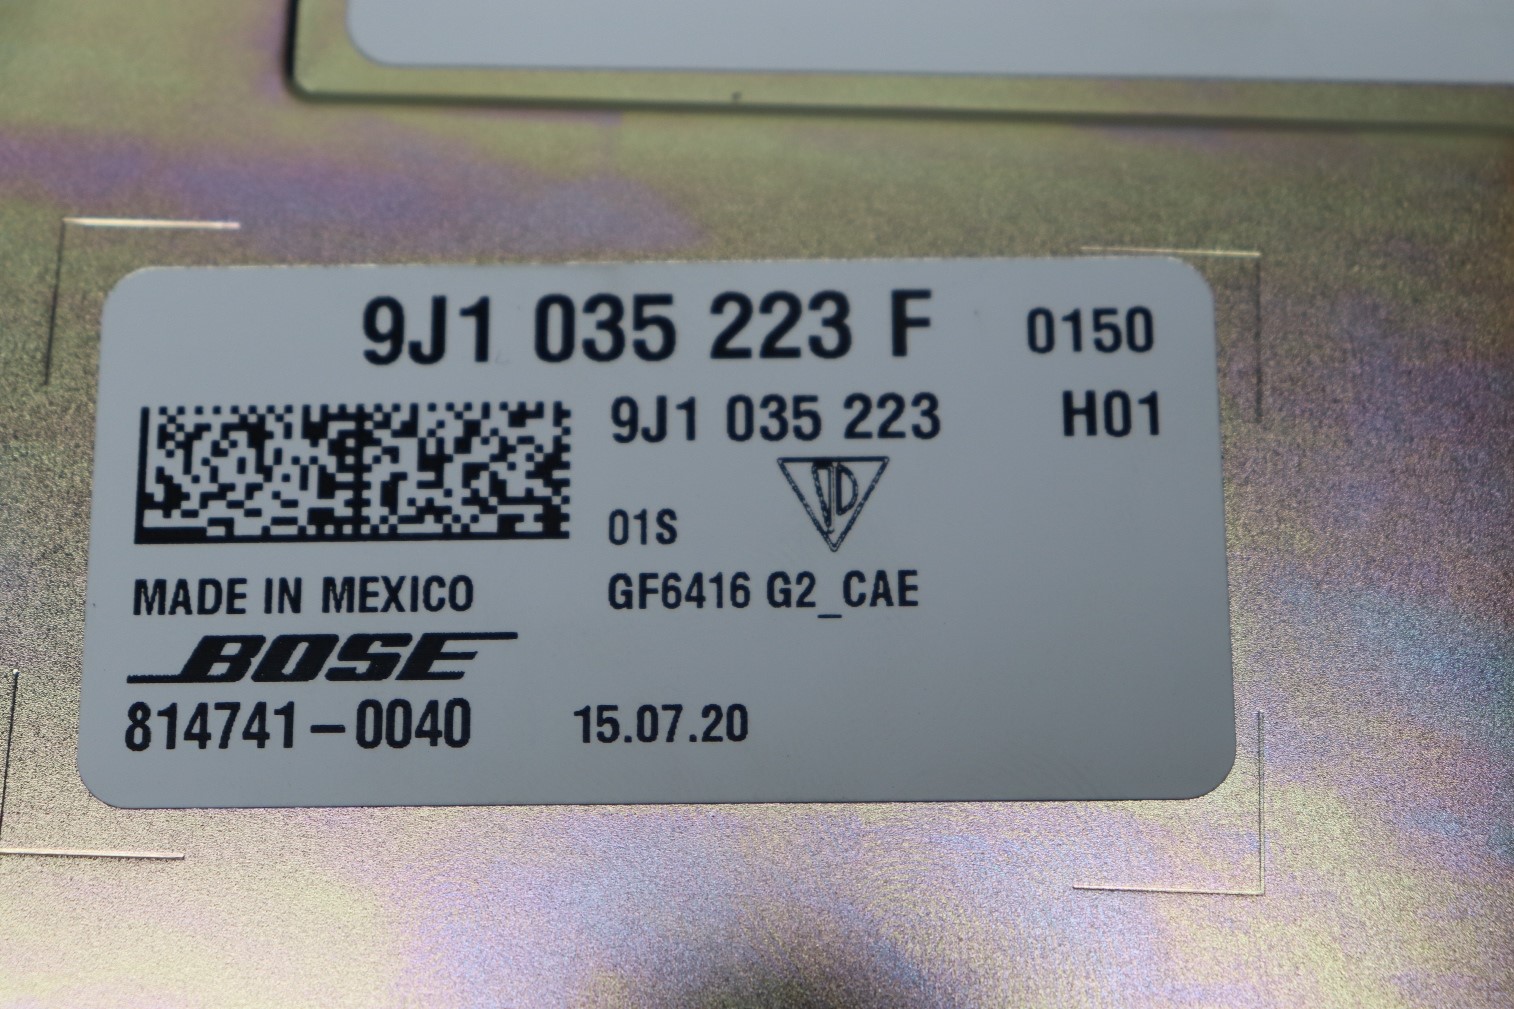 9J1 035 223 F 0150
9J1 035 223 H01
01S
MADE IN MEXICO GF6416 G2_CAE
BOSE
814741-0040 15.07.20